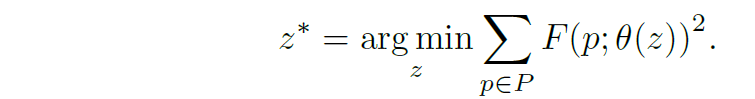 z* = arg min_z ∑_{p∈P} F(p; θ(z))².